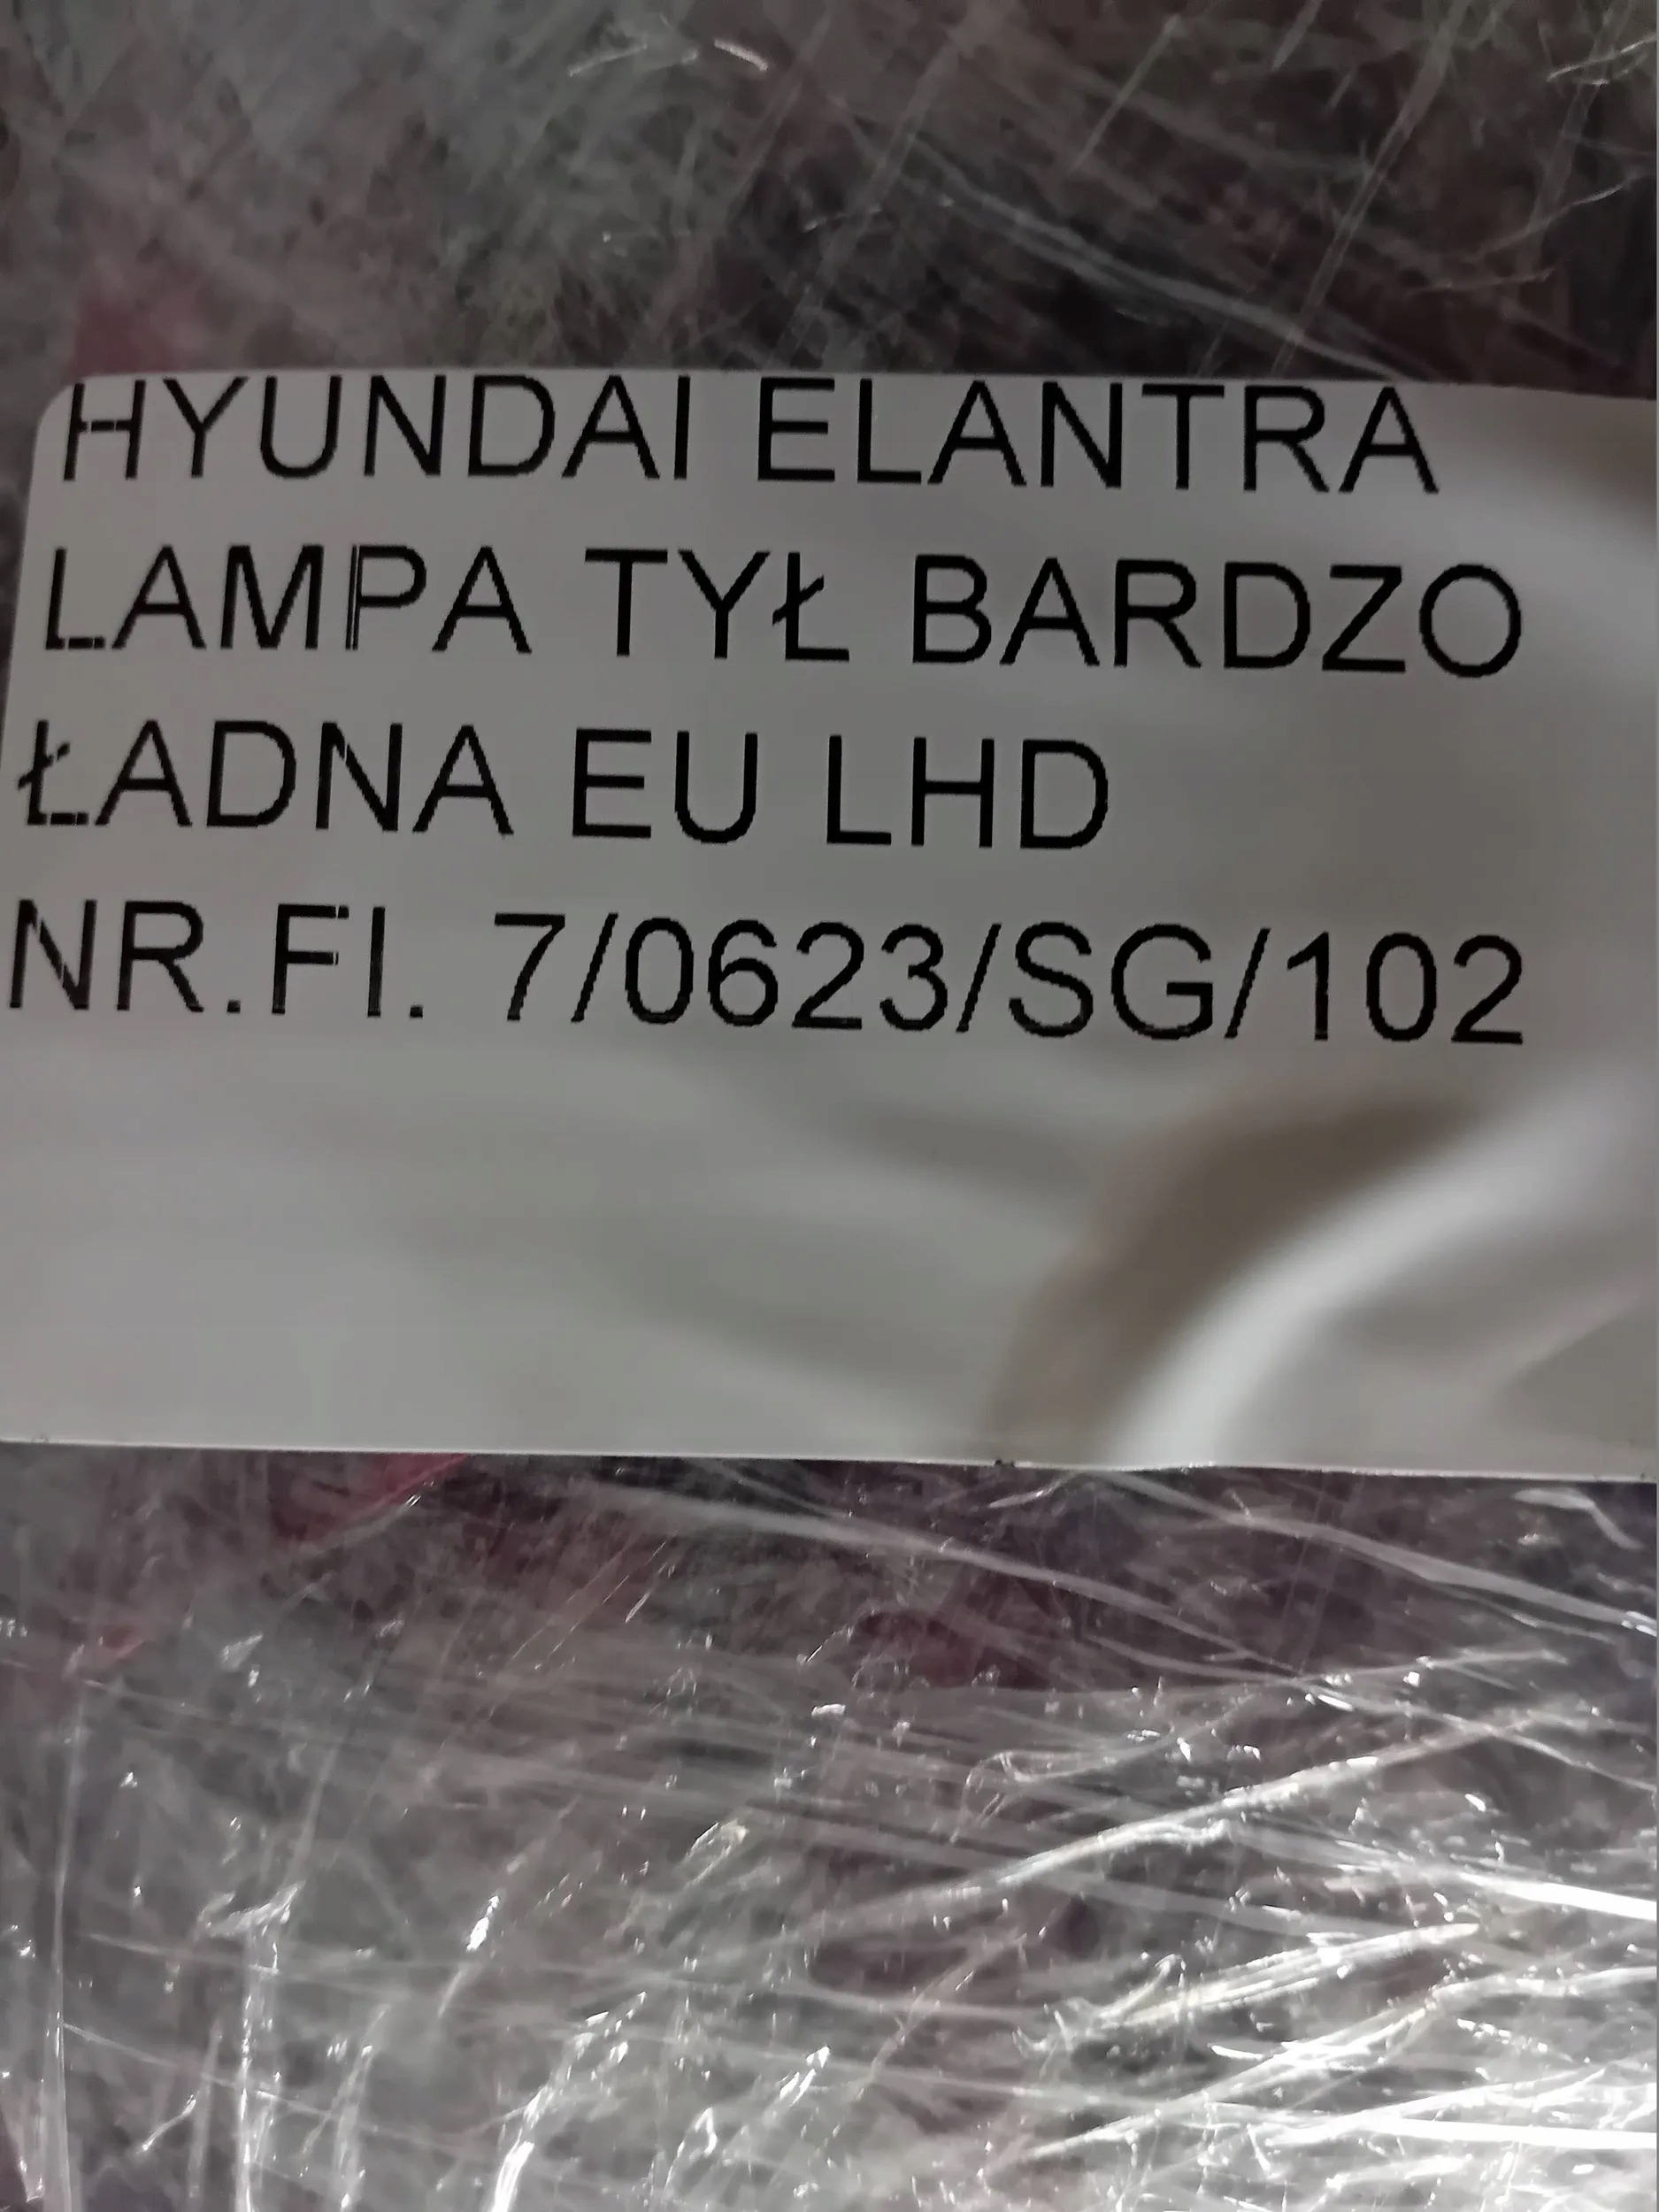 HYUNDAI ELANTRA
LAMPA TYŁ BARDZO
ŁADNA EU LHD
NR.FI. 7/0623/SG/102